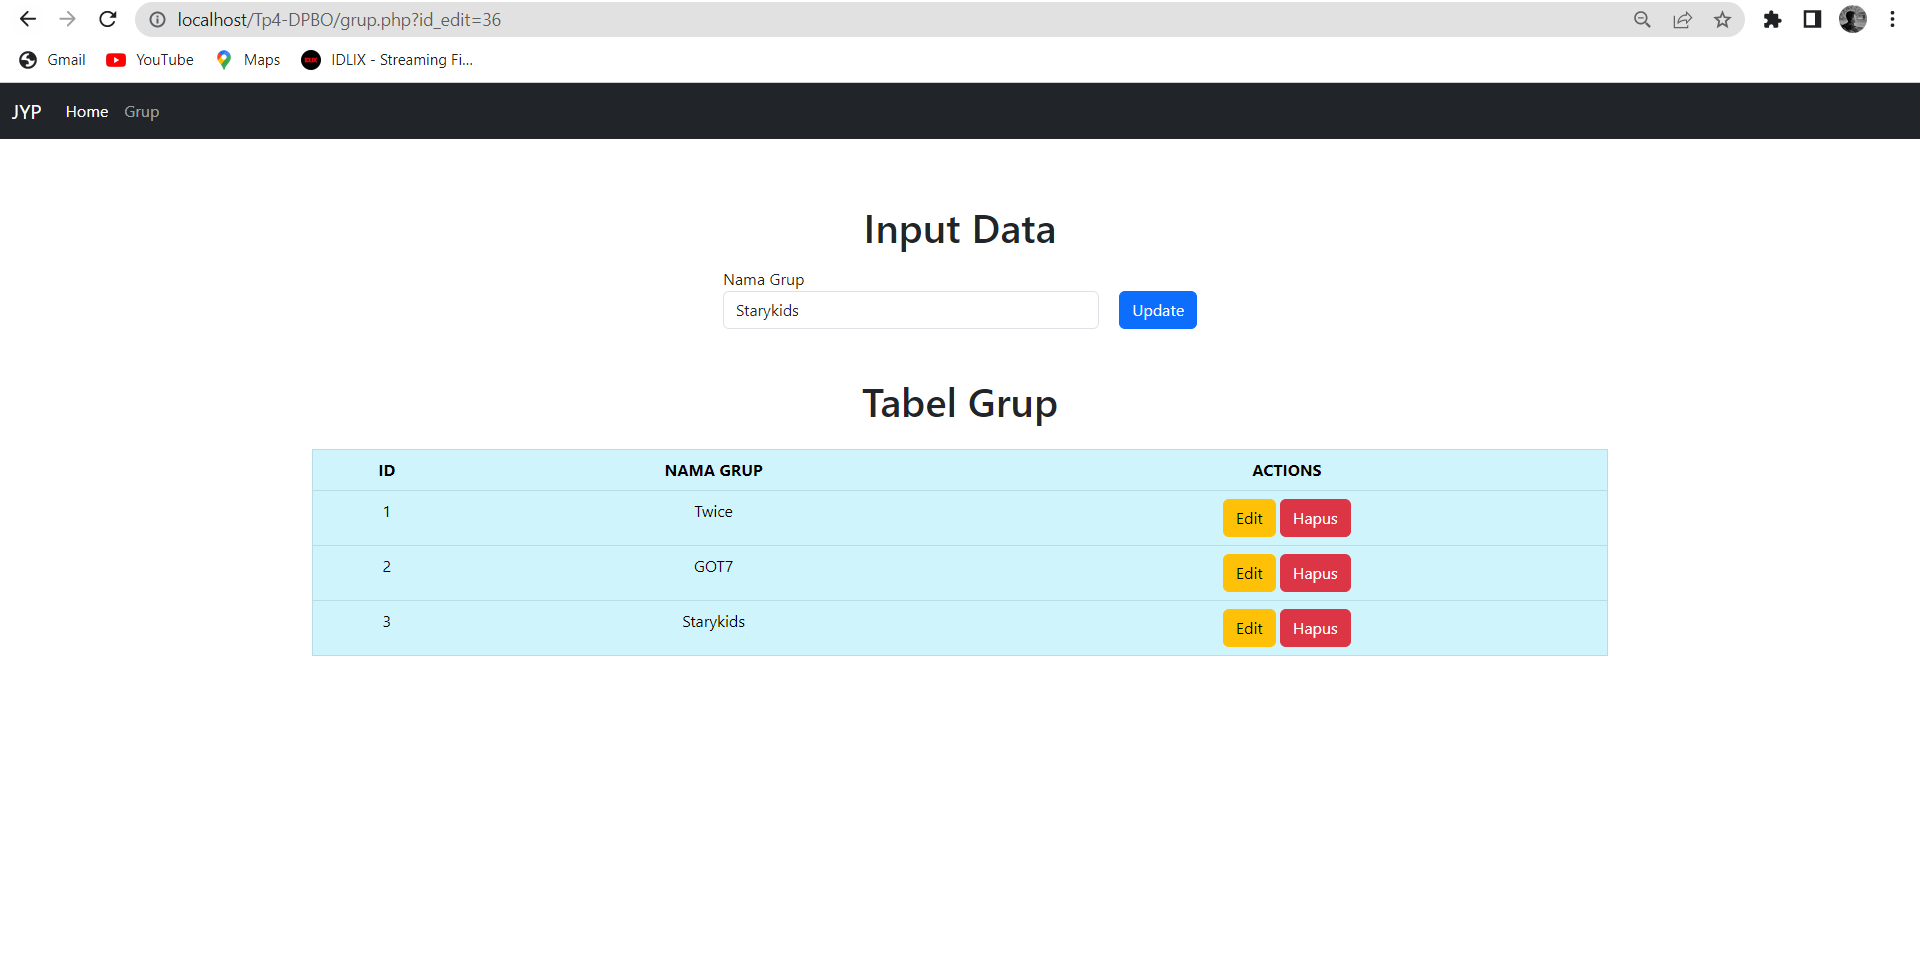 localhost/Tp4-DPBO/grup.php?id_edit=36
Gmail YouTube Maps IDLIX - Streaming Fi...
JYP Home Grup
Input Data
Nama Grup
Starykids Update
Tabel Grup
ID NAMA GRUP ACTIONS
1 Twice Edit Hapus
2 GOT7 Edit Hapus
3 Starykids Edit Hapus